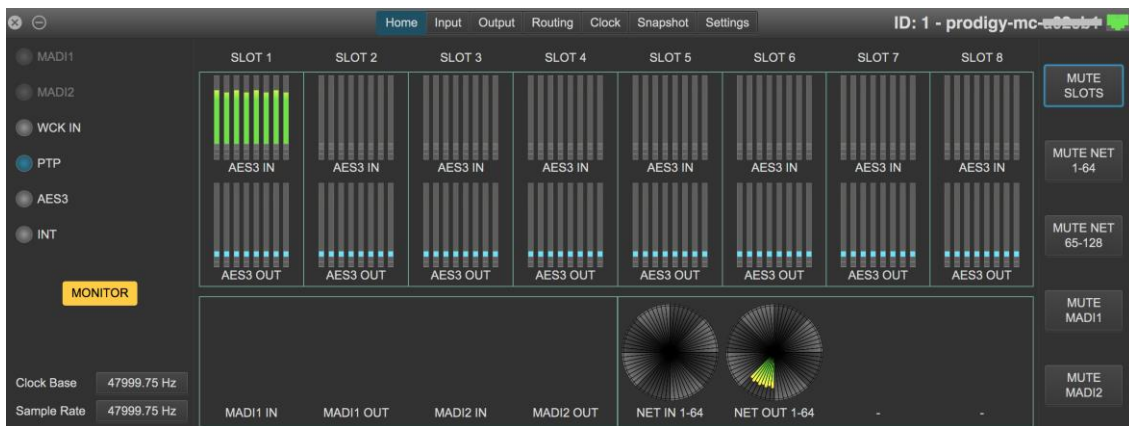 Home Input Output Routing Clock Snapshot Settings
ID: 1 - prodigy-mc-
MADI1
MADI2
WCK IN
PTP
AES3
INT
MONITOR
Clock Base 47999.75 Hz
Sample Rate 47999.75 Hz
SLOT 1 SLOT 2 SLOT 3 SLOT 4 SLOT 5 SLOT 6 SLOT 7 SLOT 8
AES3 IN AES3 IN AES3 IN AES3 IN AES3 IN AES3 IN AES3 IN AES3 IN
AES3 OUT AES3 OUT AES3 OUT AES3 OUT AES3 OUT AES3 OUT AES3 OUT AES3 OUT
MADI1 IN MADI1 OUT MADI2 IN MADI2 OUT NET IN 1-64 NET OUT 1-64 - -
MUTE
SLOTS
MUTE NET
1-64
MUTE NET
65-128
MUTE
MADI1
MUTE
MADI2